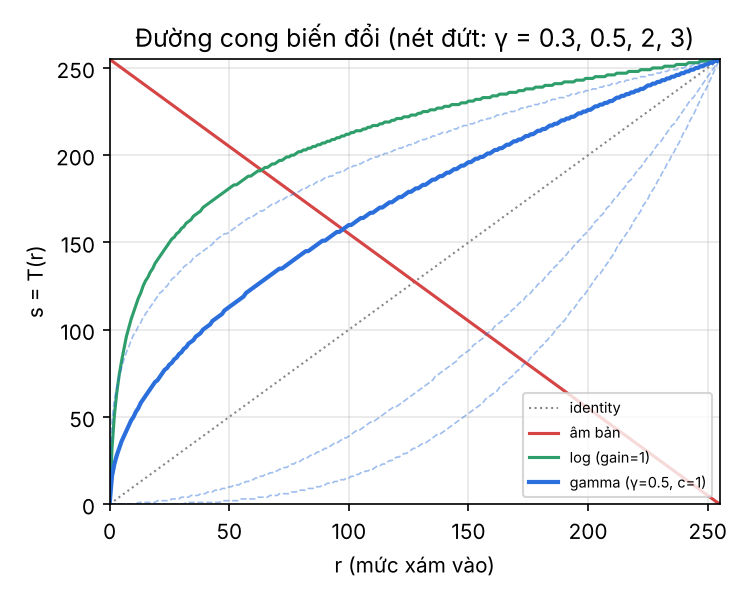 Đường cong biến đổi (nét đứt: γ = 0.3, 0.5, 2, 3)
250
200
150
100
50
0
s = T(r)
identity
âm bản
log (gain=1)
gamma (γ=0.5, c=1)
0 50 100 150 200 250
r (mức xám vào)